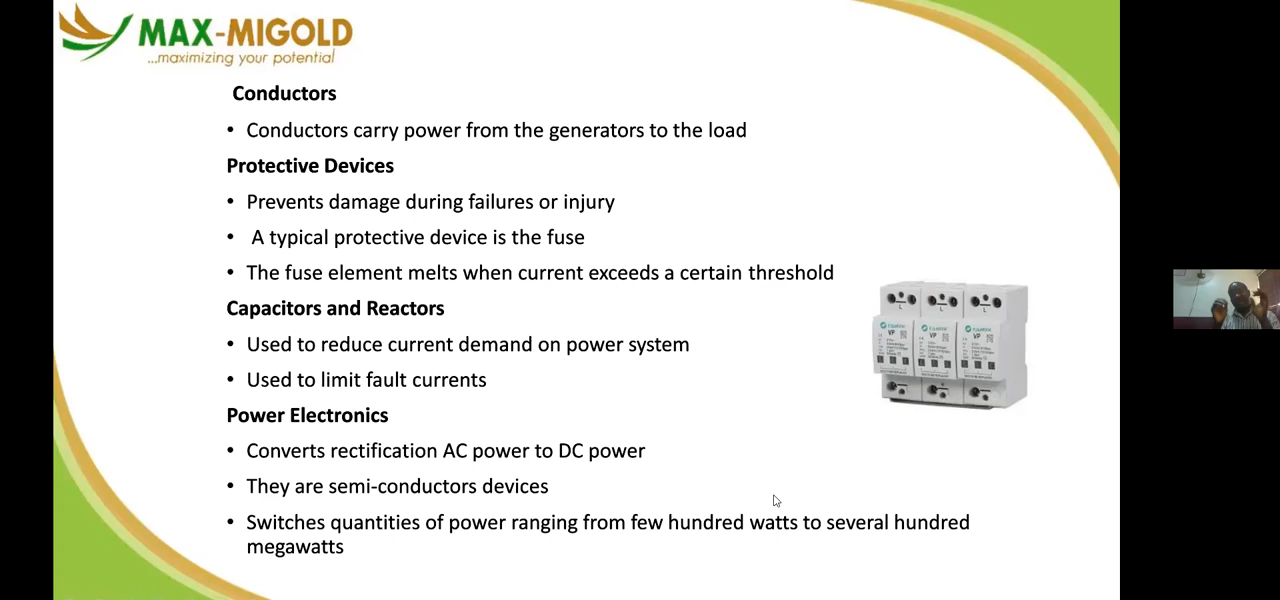 MAX-MIGOLD
...maximizing your potential
Conductors
• Conductors carry power from the generators to the load
Protective Devices
• Prevents damage during failures or injury
• A typical protective device is the fuse
• The fuse element melts when current exceeds a certain threshold
Capacitors and Reactors
• Used to reduce current demand on power system
• Used to limit fault currents
Power Electronics
• Converts rectification AC power to DC power
• They are semi-conductors devices
• Switches quantities of power ranging from few hundred watts to several hundred
megawatts
L L L
VP VP VP